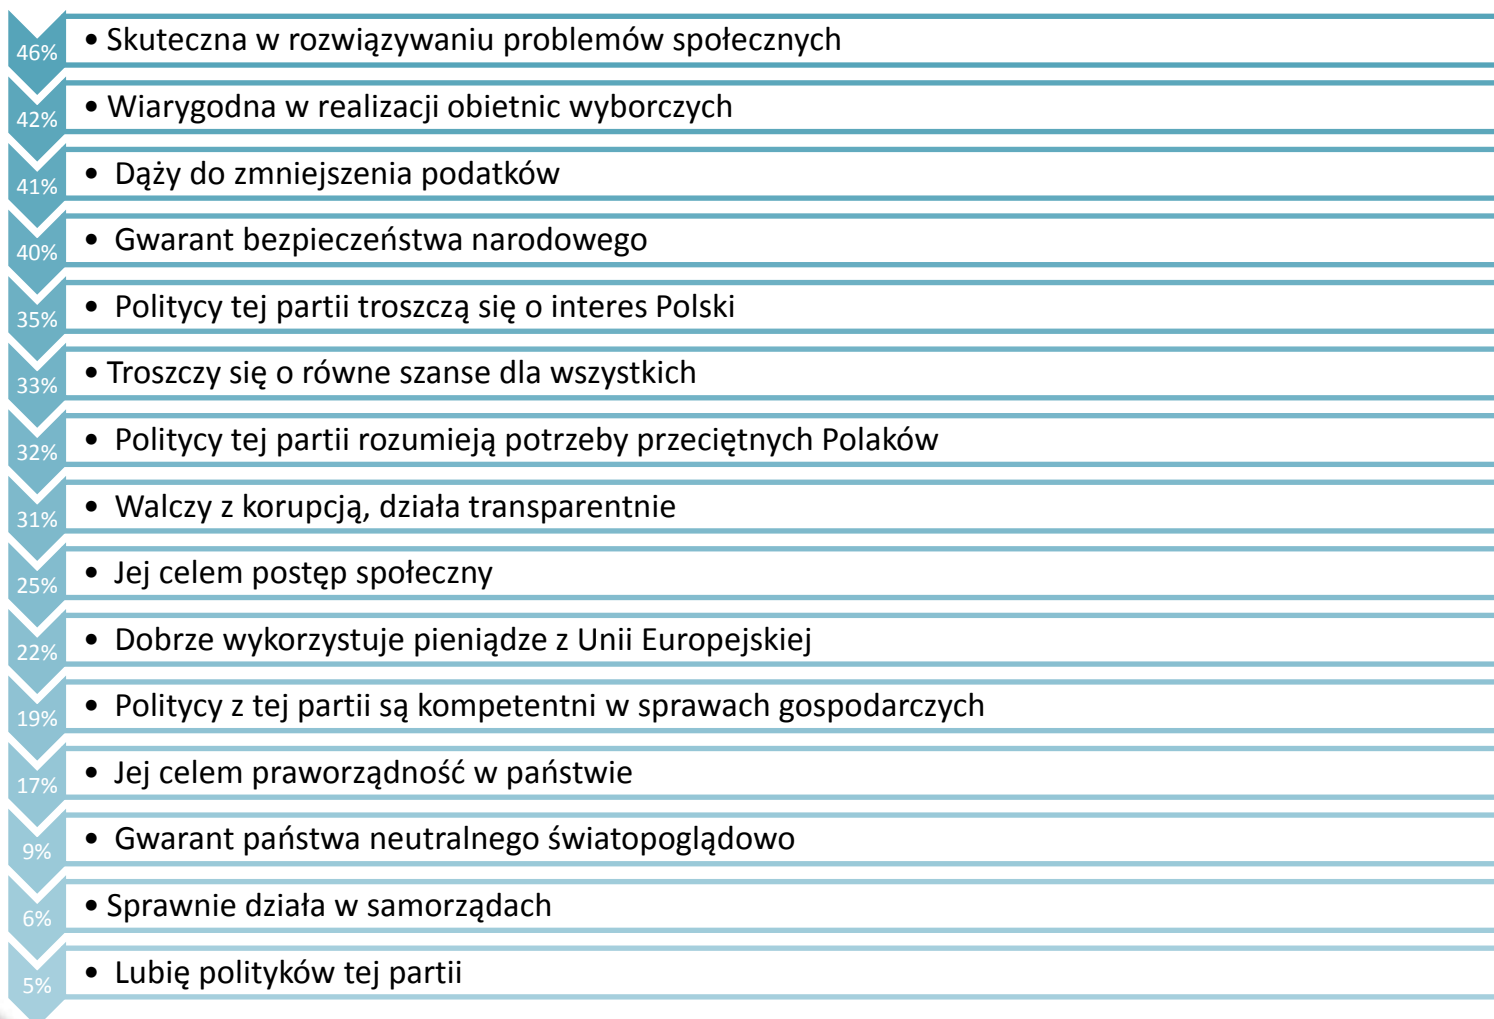 46% • Skuteczna w rozwiązywaniu problemów społecznych
42% • Wiarygodna w realizacji obietnic wyborczych
41% • Dąży do zmniejszenia podatków
40% • Gwarant bezpieczeństwa narodowego
35% • Politycy tej partii troszczą się o interes Polski
33% • Troszczy się o równe szanse dla wszystkich
32% • Politycy tej partii rozumieją potrzeby przeciętnych Polaków
31% • Walczy z korupcją, działa transparentnie
25% • Jej celem postęp społeczny
22% • Dobrze wykorzystuje pieniądze z Unii Europejskiej
19% • Politycy z tej partii są kompetentni w sprawach gospodarczych
17% • Jej celem praworządność w państwie
9% • Gwarant państwa neutralnego światopoglądowo
6% • Sprawnie działa w samorządach
5% • Lubię polityków tej partii